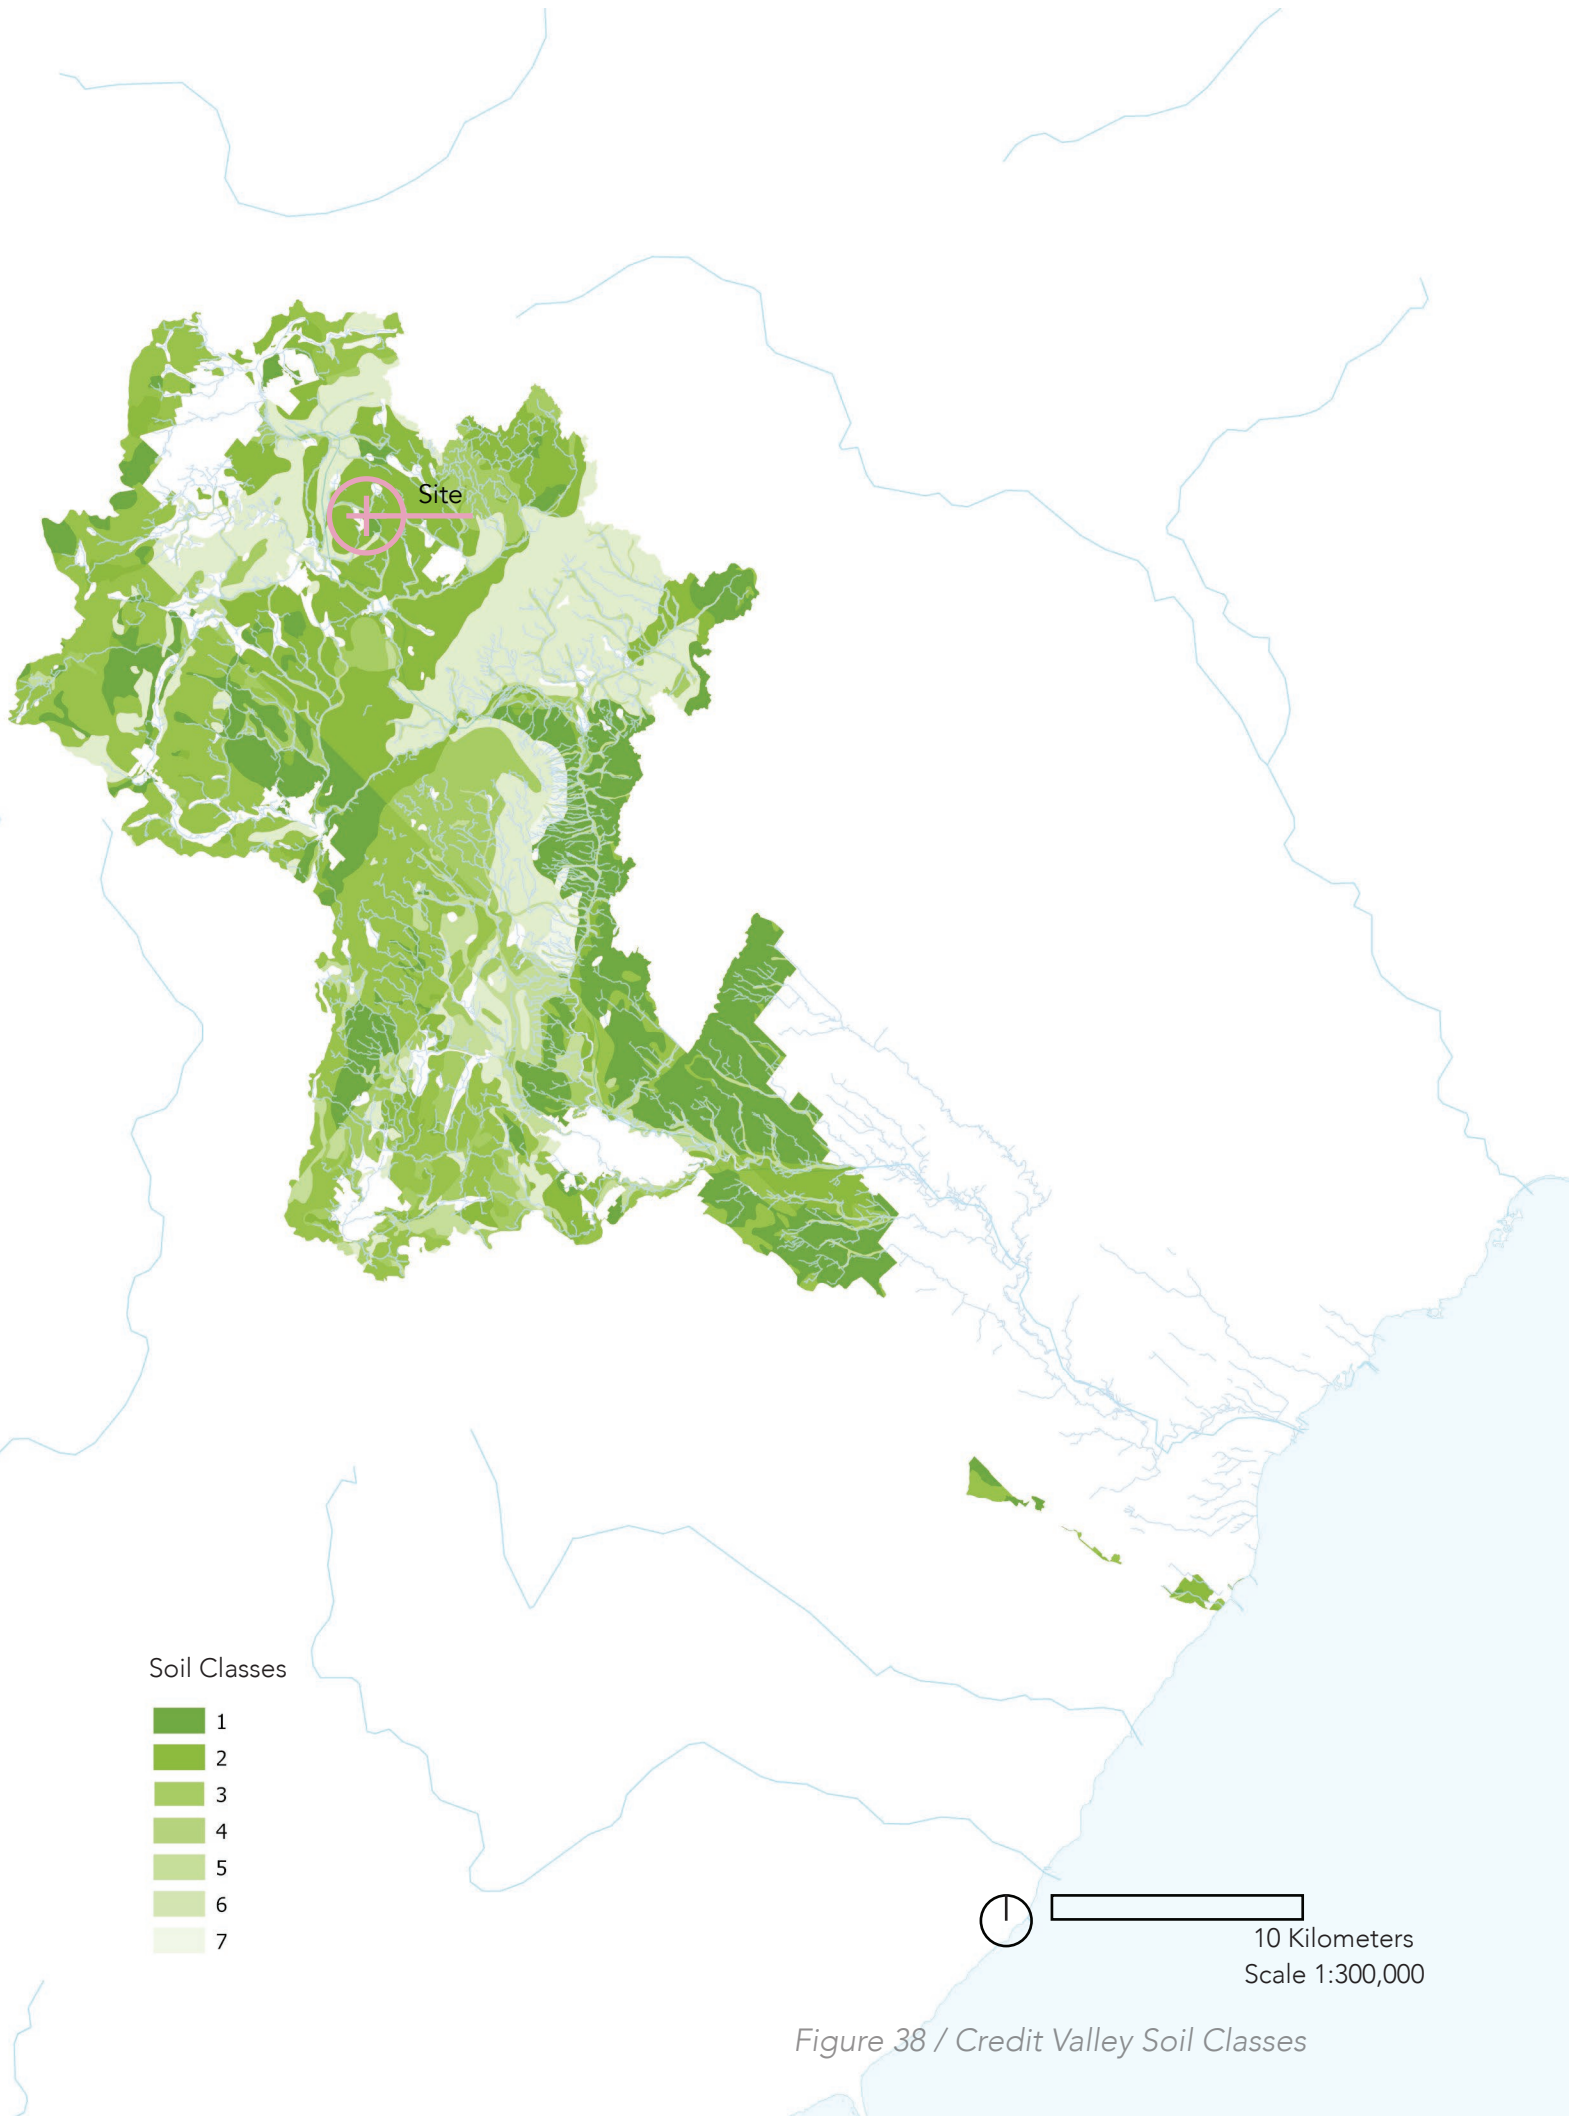 Site
Soil Classes
1
2
3
4
5
6
7
10 Kilometers
Scale 1:300,000
Figure 38 / Credit Valley Soil Classes